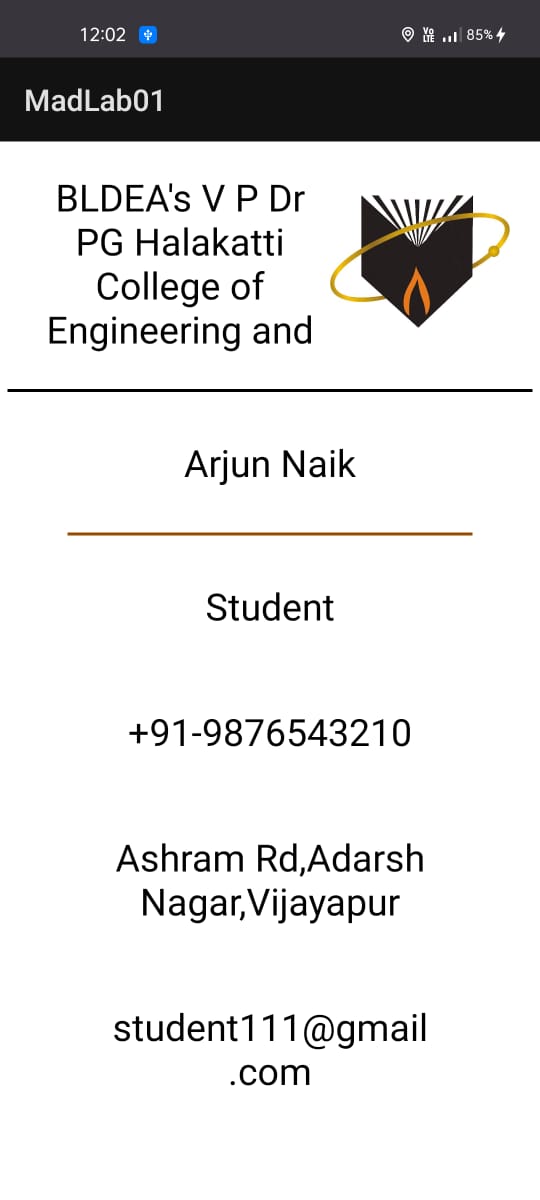 12:02
Vo
LTE
85%
MadLab01
BLDEA's V P Dr
PG Halakatti
College of
Engineering and
Arjun Naik
Student
+91-9876543210
Ashram Rd,Adarsh
Nagar,Vijayapur
student111@gmail
.com